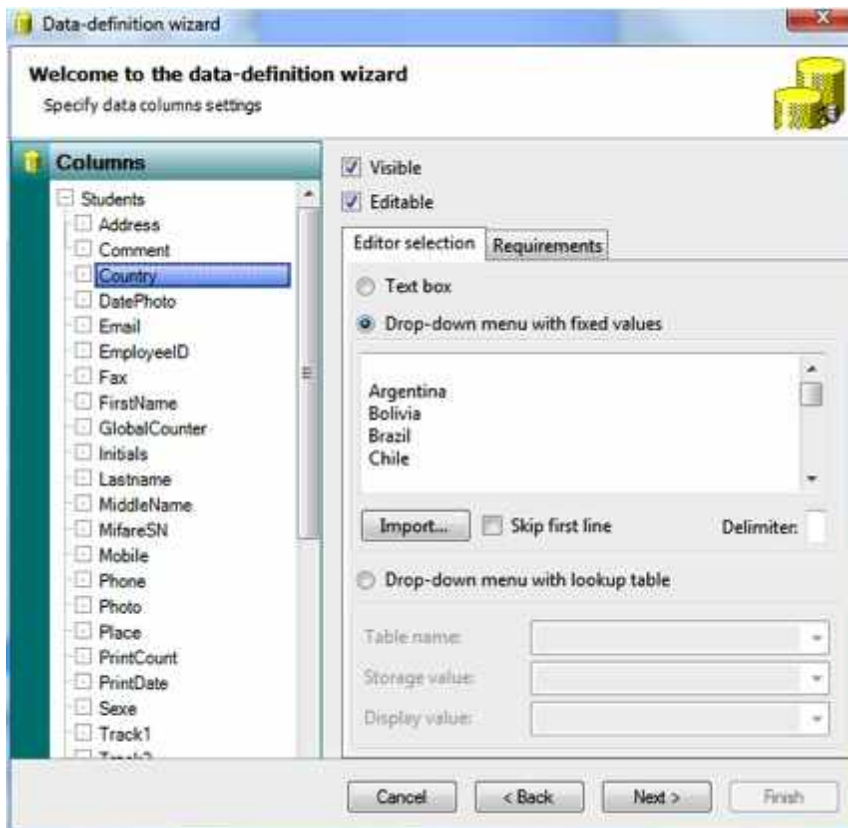 Data-definition wizard
Welcome to the data-definition wizard
Specify data columns settings
Columns
Students
Address
Comment
Country
DatePhoto
Email
EmployeeID
Fax
FirstName
GlobalCounter
Initials
Lastname
MiddleName
MifareSN
Mobile
Phone
Photo
Place
PrintCount
PrintDate
Sexe
Track1
Visible
Editable
Editor selection
Requirements
Text box
Drop-down menu with fixed values
Argentina
Bolivia
Brazil
Chile
Import...
Skip first line
Delimiter:
Drop-down menu with lookup table
Table name:
Storage value:
Display value:
Cancel
< Back
Next >
Finish